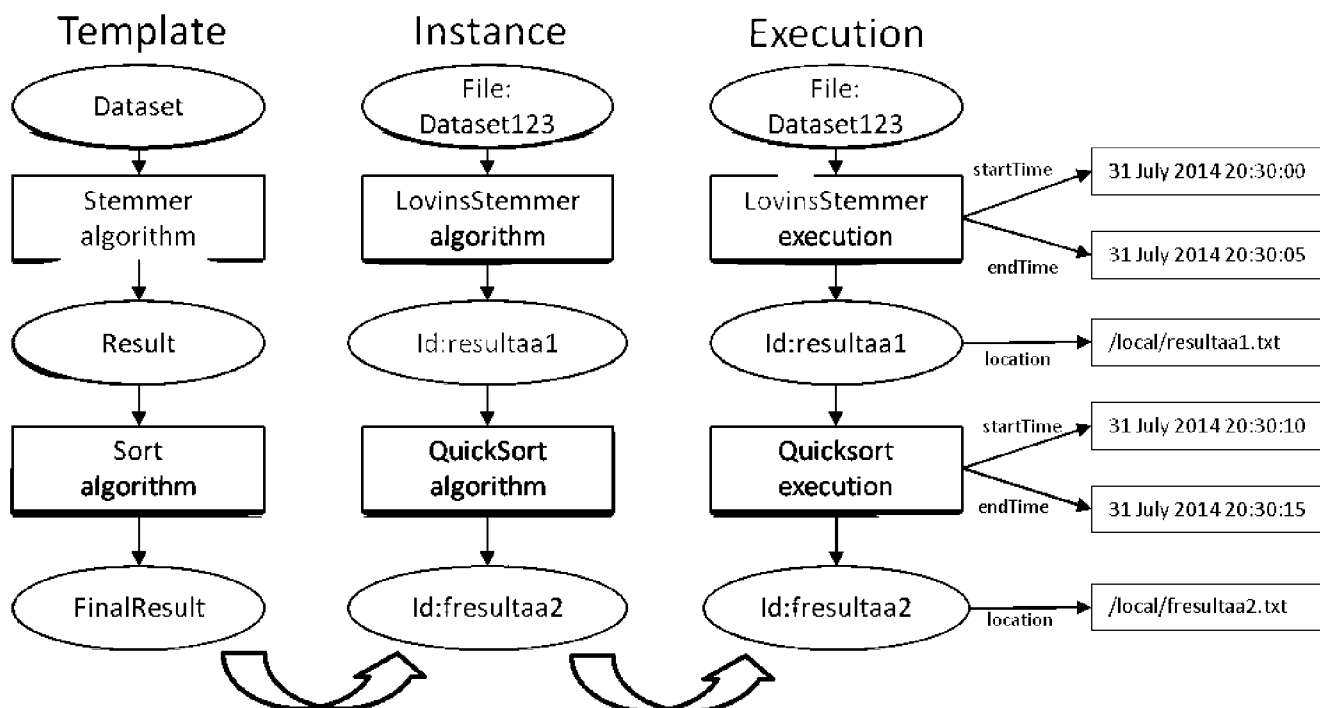 Template
Instance
Execution
Dataset
File:
Dataset123
File:
Dataset123
Stemmer
algorithm
LovinsStemmer
algorithm
LovinsStemmer
execution
startTime
31 July 2014 20:30:00
endTime
31 July 2014 20:30:05
Result
Id:resultaa1
Id:resultaa1
location
/local/resultaa1.txt
Sort
algorithm
QuickSort
algorithm
Quicksort
execution
startTime
31 July 2014 20:30:10
endTime
31 July 2014 20:30:15
FinalResult
Id:fresultaa2
Id:fresultaa2
location
/local/fresultaa2.txt